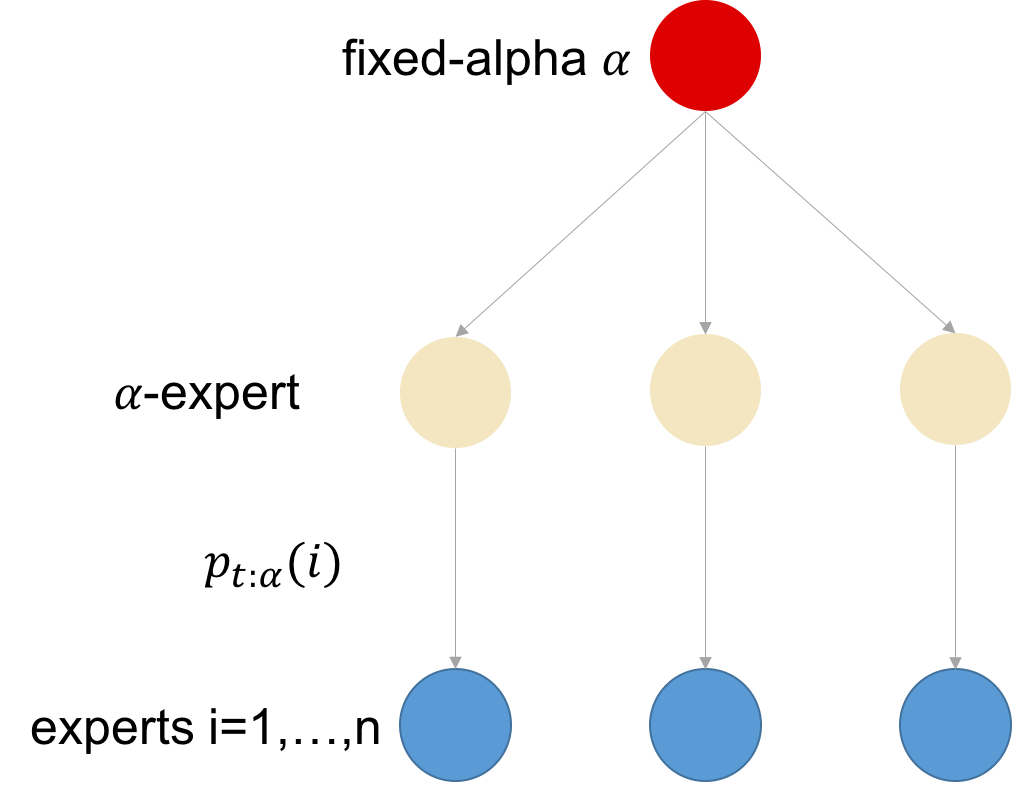 fixed-alpha α
α-expert
p_{t:α}(i)
experts i=1,…,n